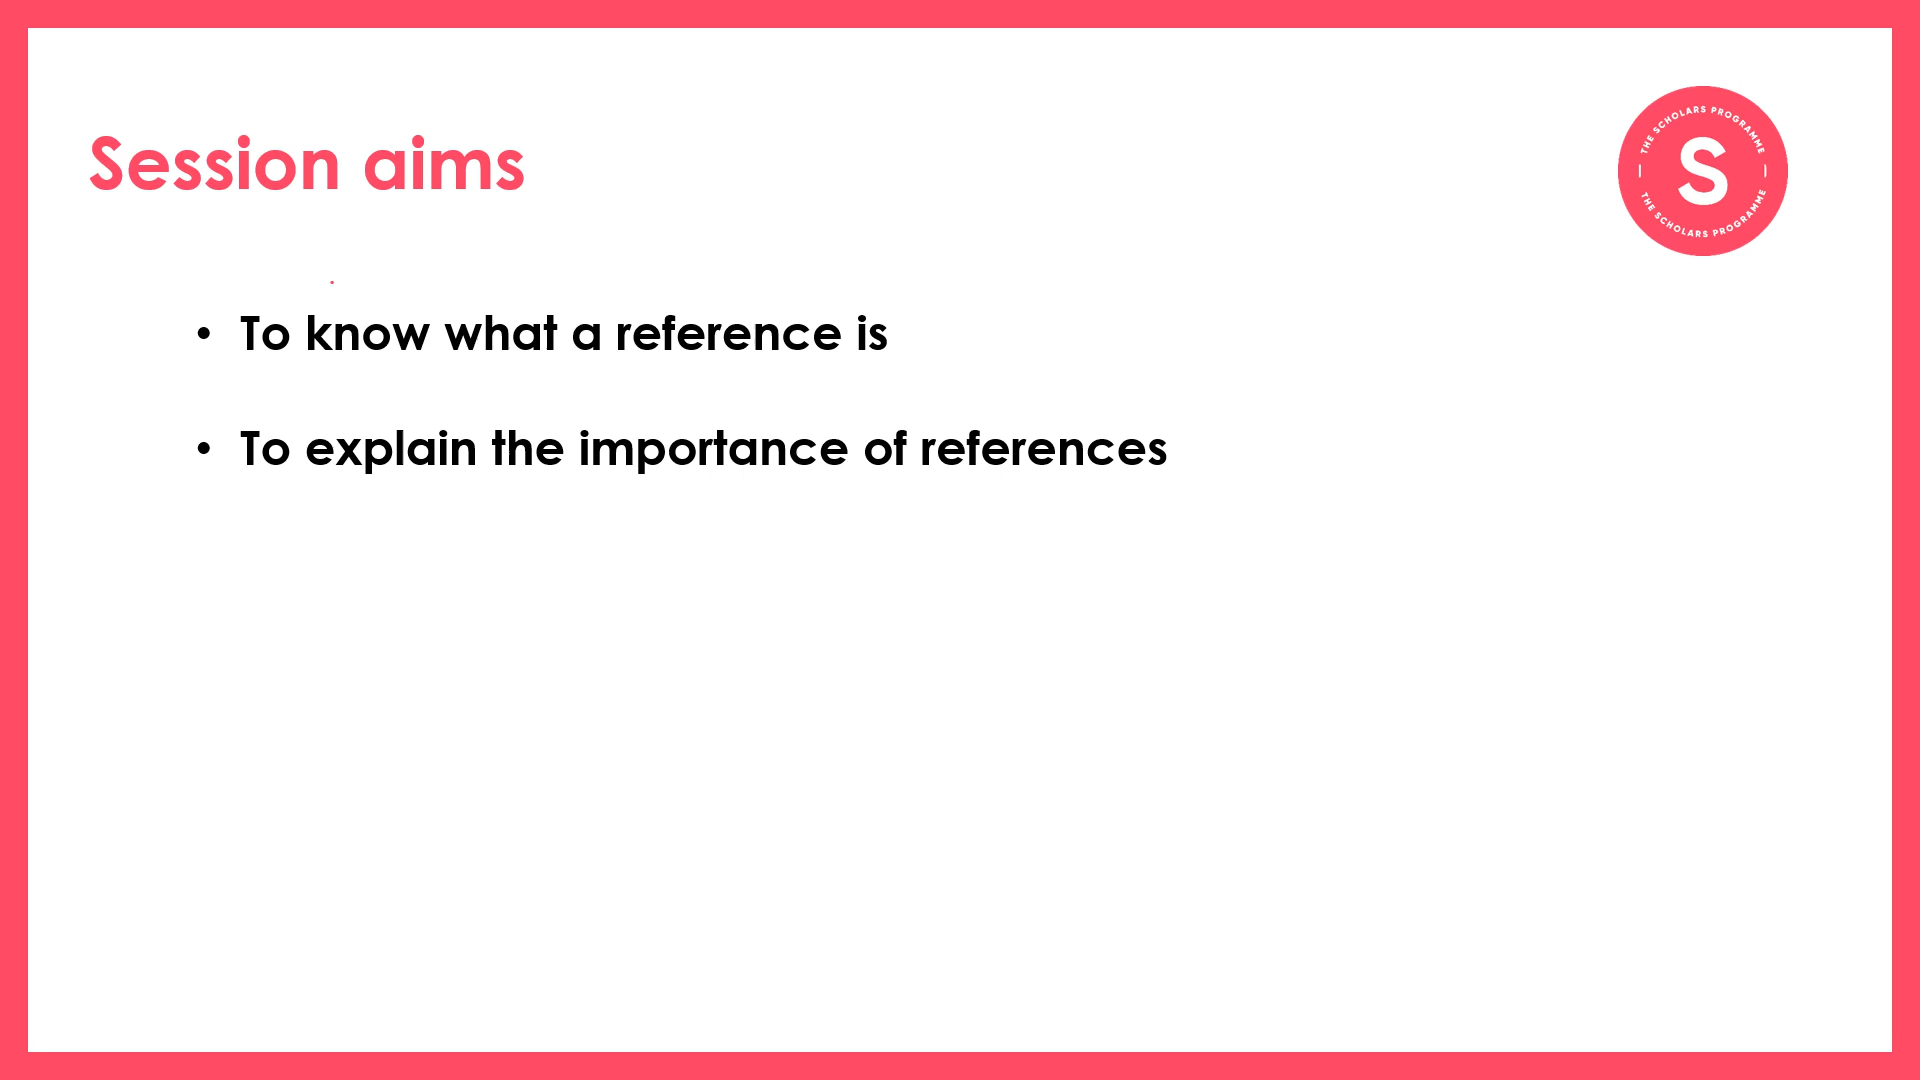 Session aims
THE SCHOLARS PROGRAMME
S
THE SCHOLARS PROGRAMME
.
• To know what a reference is
• To explain the importance of references